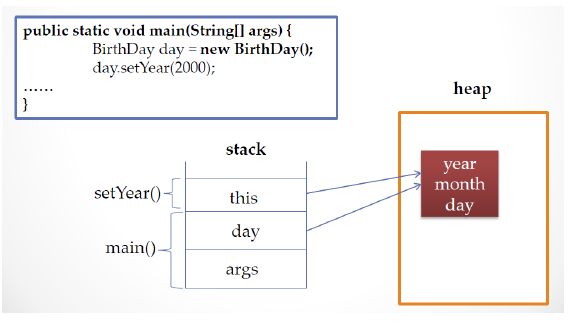 public static void main(String[] args) {
BirthDay day = new BirthDay();
day.setYear(2000);
......
}
heap
stack
year
month
day
setYear()
this
main()
day
args